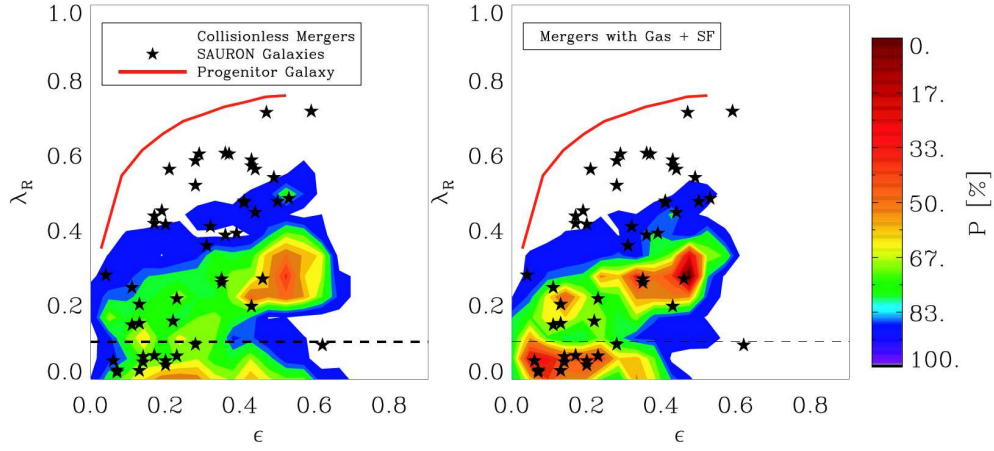 Collisionless Mergers
SAURON Galaxies
Progenitor Galaxy
Mergers with Gas + SF
1.0
0.8
0.6
0.4
0.2
0.0
λR
0.0 0.2 0.4 0.6 0.8
ϵ
1.0
0.8
0.6
0.4
0.2
0.0
λR
0.0 0.2 0.4 0.6 0.8
ϵ
0.
17.
33.
50.
67.
83.
100.
P [%]